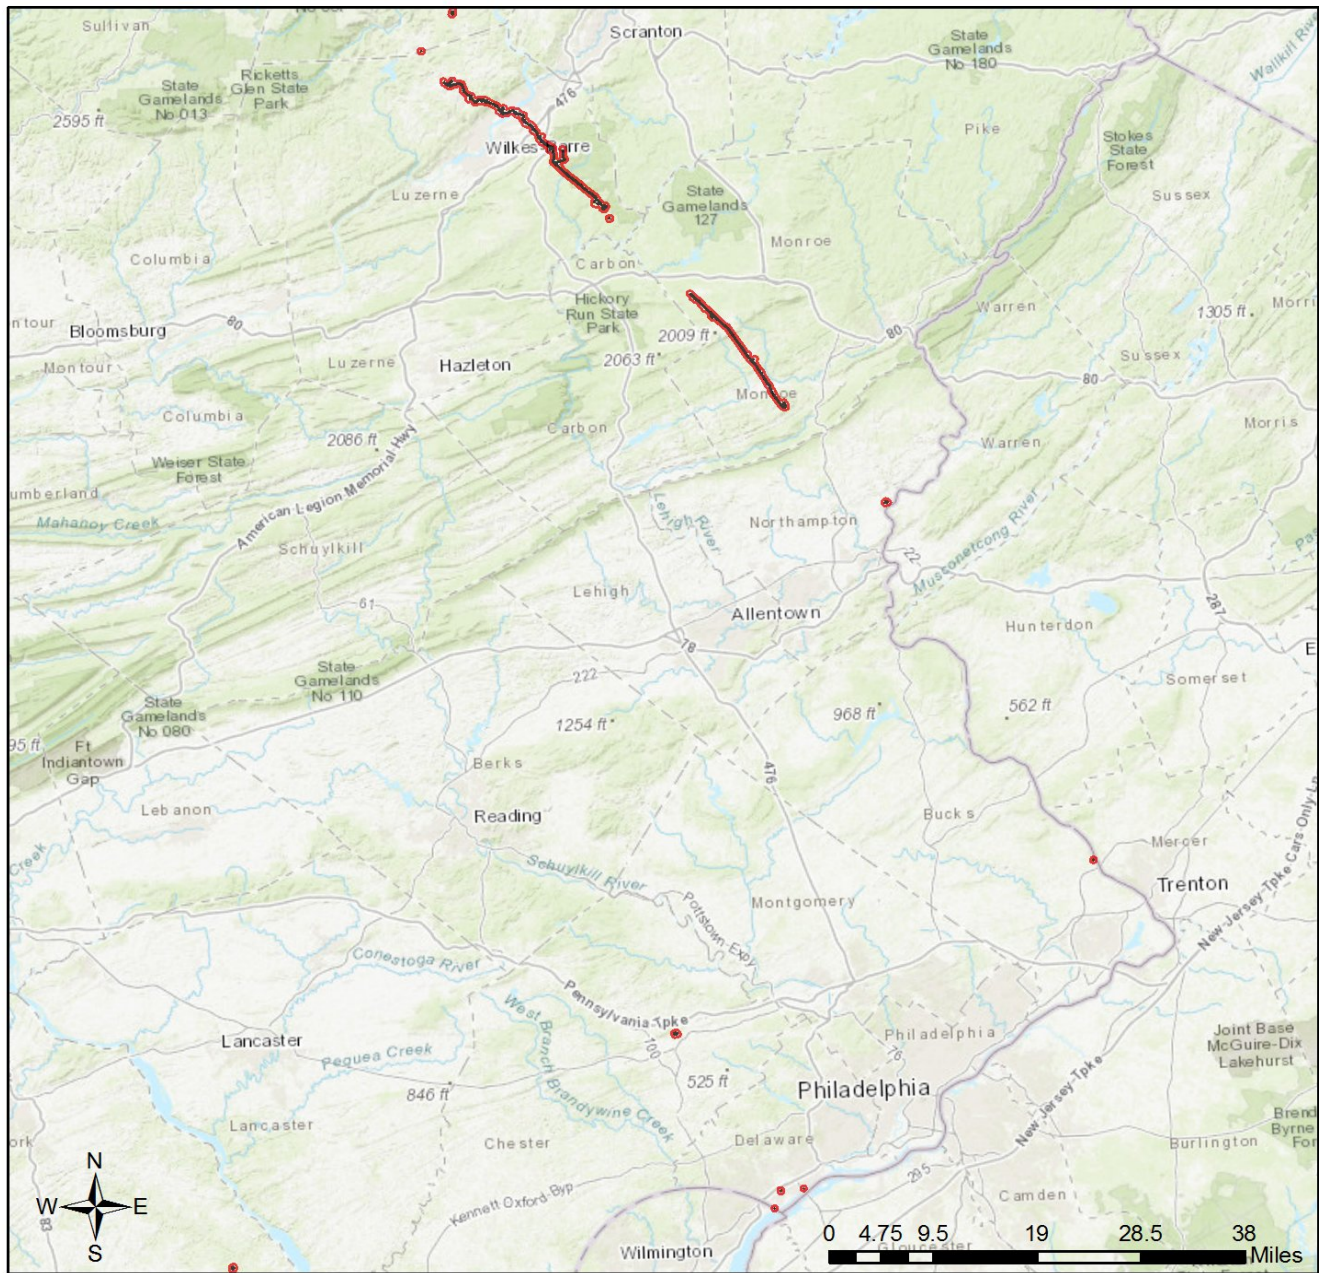 Sullivan
Scranton
State
Gamelands
No 180
Wallkill
State
Gamelands
No 013
Ricketts
Glen State
Park
476
2595 ft
Pike
Stokes
State
Forest
Luzerne
State
Gamelands
127
Sussex
Monroe
Columbia
Carbon
Hickory
Run State
Park
Warren
1305 ft
Bloomsburg
80
2009 ft
80
Montour
Luzerne
Hazleton
2063 ft
Sussex
80
Columbia
Carbon
Morris
2086 ft
Warren
Weiser State
Forest
American Legion Memorial Hwy
Mahanoy Creek
Lehigh
River
Northampton
Schuylkill
22
Musconetcong River
61
Lehigh
Allentown
287
Hunterdon
78
State
Gamelands
No 110
222
Somerset
State
Gamelands
No 080
1254 ft
968 ft
562 ft
Ft
Indiantown
Gap
Berks
476
Lebanon
Reading
Bucks
1
Creek
Mercer
Schuylkill River
Trenton
Pottstown Expy
Montgomery
New Jersey-Tpke Cars Only Ln
Conestoga River
Pennsylvania-Tpke
West Branch Brandywine Creek
100
Philadelphia
76
Joint Base
McGuire-Dix
Lakehurst
Lancaster
Pequea Creek
525 ft
Philadelphia
846 ft
New Jersey-Tpke
Lancaster
Chester
Delaware
Burlington
295
Kennett Oxford-Byp
Camden
83
Wilmington
Gloucester
N
W
E
S
0 4.75 9.5 19 28.5 38
Miles